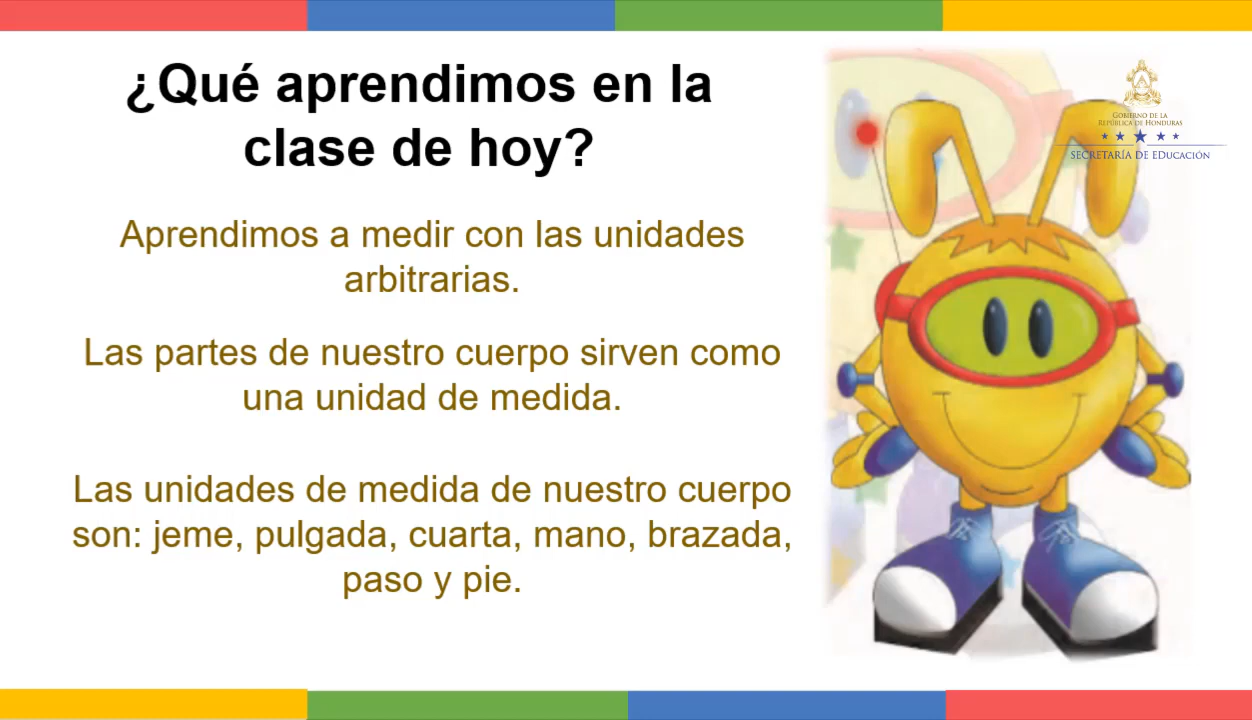 ¿Qué aprendimos en la
clase de hoy?
GOBIERNO DE LA
REPÚBLICA DE HONDURAS
SECRETARÍA DE EDUCACIÓN
Aprendimos a medir con las unidades
arbitrarias.
Las partes de nuestro cuerpo sirven como
una unidad de medida.
Las unidades de medida de nuestro cuerpo
son: jeme, pulgada, cuarta, mano, brazada,
paso y pie.